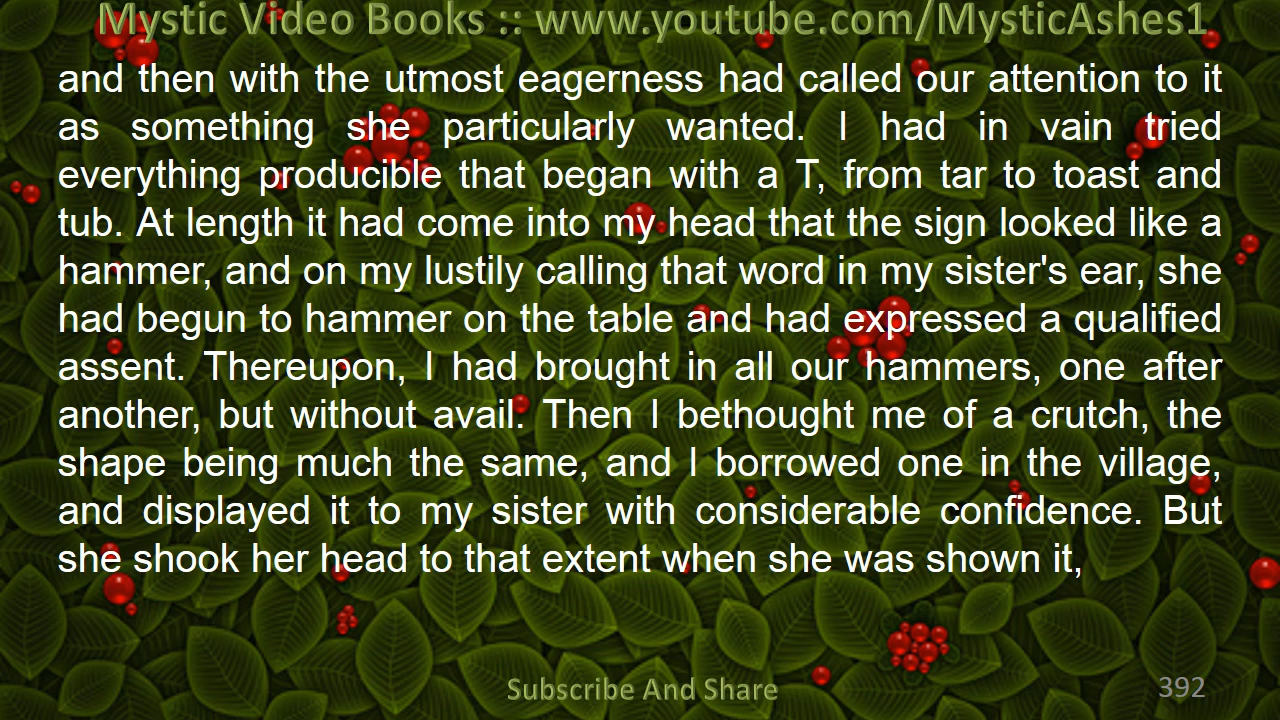 Mystic Video Books :: www.youtube.com/MysticAshes1
and then with the utmost eagerness had called our attention to it
as something she particularly wanted. I had in vain tried
everything producible that began with a T, from tar to toast and
tub. At length it had come into my head that the sign looked like a
hammer, and on my lustily calling that word in my sister's ear, she
had begun to hammer on the table and had expressed a qualified
assent. Thereupon, I had brought in all our hammers, one after
another, but without avail. Then I bethought me of a crutch, the
shape being much the same, and I borrowed one in the village,
and displayed it to my sister with considerable confidence. But
she shook her head to that extent when she was shown it,
Subscribe And Share
392